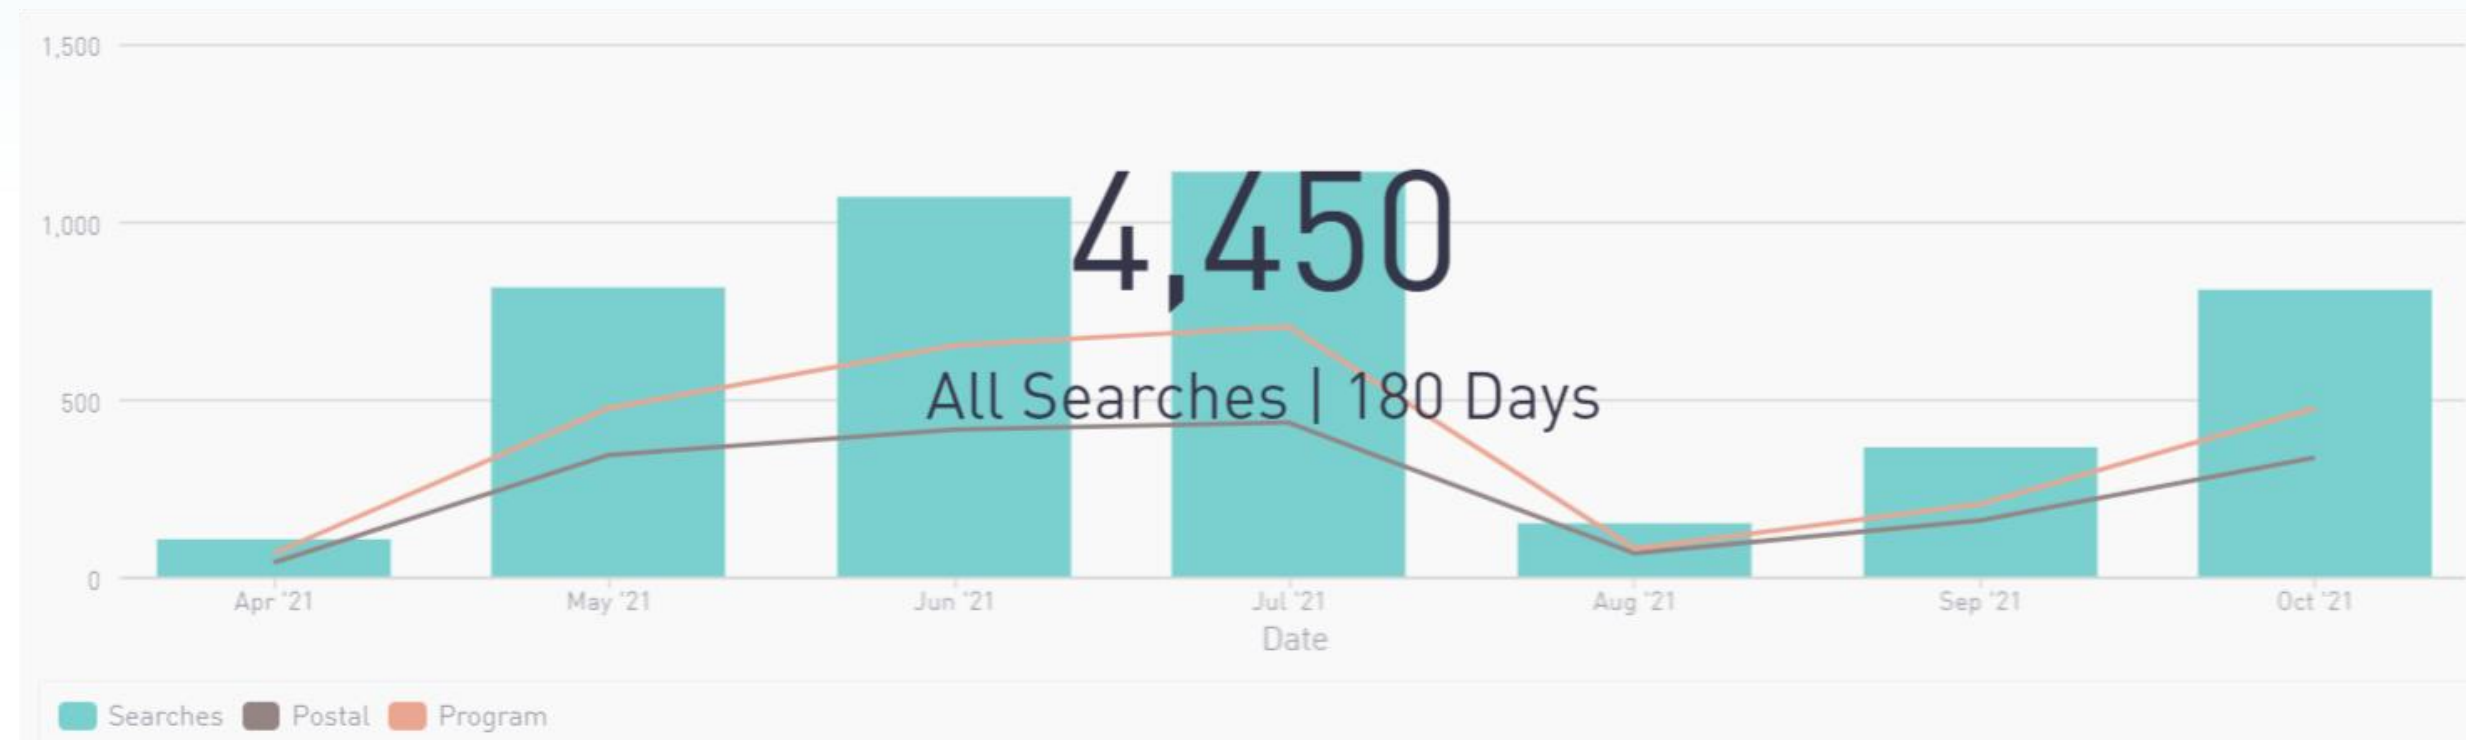 1,500
1,000
500
0
4,450
All Searches | 180 Days
Apr '21 May '21 Jun '21 Jul '21 Aug '21 Sep '21 Oct '21
Date
Searches Postal Program